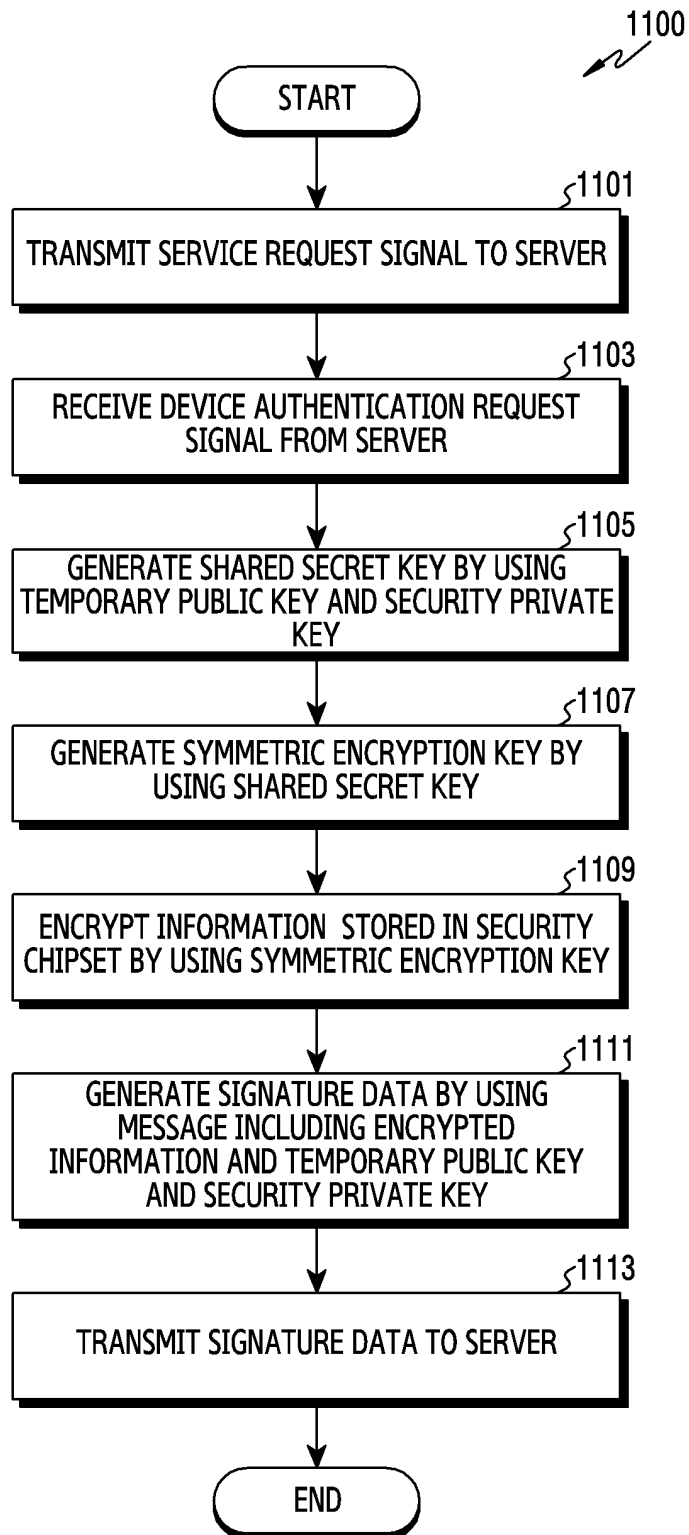 1100
START
1101
TRANSMIT SERVICE REQUEST SIGNAL TO SERVER
1103
RECEIVE DEVICE AUTHENTICATION REQUEST
SIGNAL FROM SERVER
1105
GENERATE SHARED SECRET KEY BY USING
TEMPORARY PUBLIC KEY AND SECURITY PRIVATE
KEY
1107
GENERATE SYMMETRIC ENCRYPTION KEY BY
USING SHARED SECRET KEY
1109
ENCRYPT INFORMATION STORED IN SECURITY
CHIPSET BY USING SYMMETRIC ENCRYPTION KEY
1111
GENERATE SIGNATURE DATA BY USING
MESSAGE INCLUDING ENCRYPTED
INFORMATION AND TEMPORARY PUBLIC KEY
AND SECURITY PRIVATE KEY
1113
TRANSMIT SIGNATURE DATA TO SERVER
END